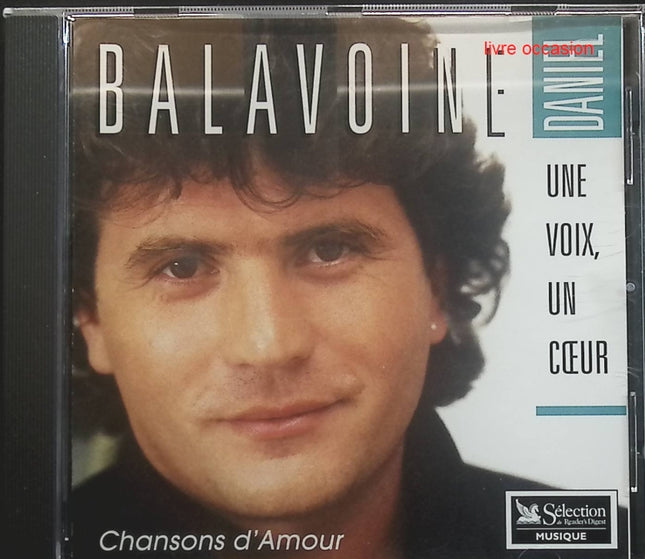 BALAVOINE
DANIEL
livre occasion
UNE
VOIX,
UN
CŒUR
Chansons d'Amour
Sélection
du Reader's Digest
MUSIQUE